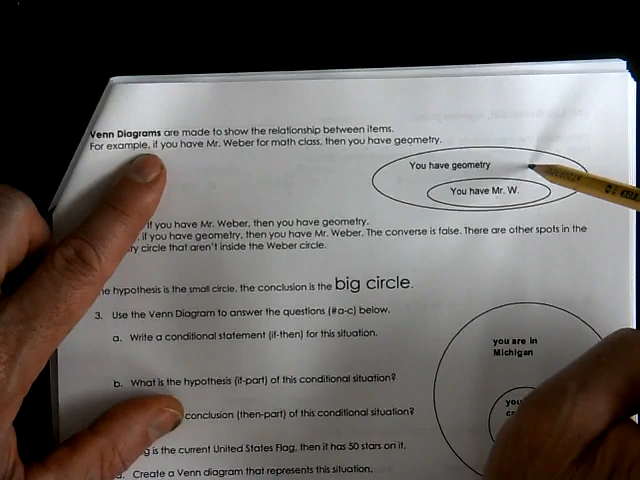 Venn Diagrams are made to show the relationship between items.
For example, if you have Mr. Weber for math class, then you have geometry.
You have geometry
You have Mr. W.
If you have Mr. Weber, then you have geometry.
if you have geometry, then you have Mr. Weber. The converse is false. There are other spots in the
circle that aren't inside the Weber circle.
hypothesis is the small circle, the conclusion is the big circle.
3. Use the Venn Diagram to answer the questions (#a-c) below.
a. Write a conditional statement (if-then) for this situation.
you are in
Michigan
b. What is the hypothesis (if-part) of this conditional situation?
you
conclusion (then-part) of this conditional situation?
is the current United States Flag, then it has 50 stars on it.
Create a Venn diagram that represents this situation.